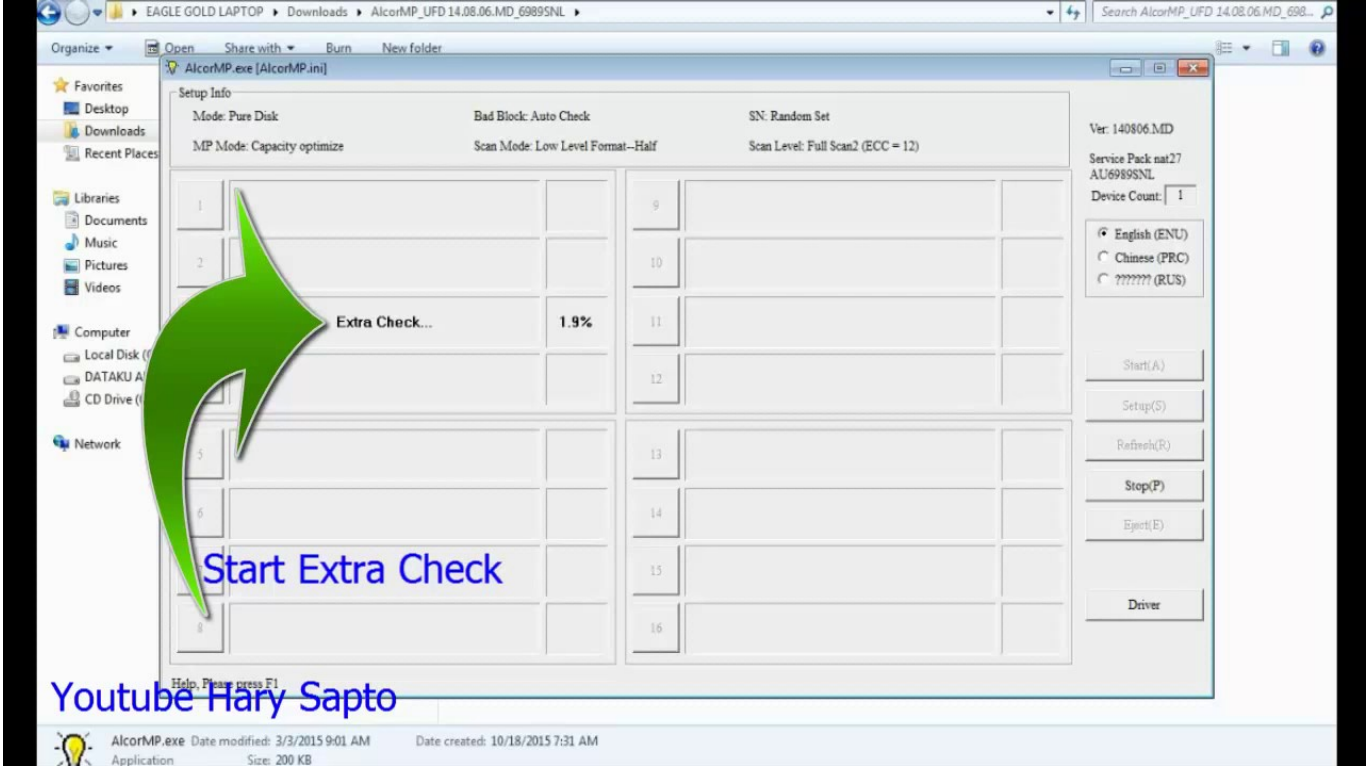 EAGLE GOLD LAPTOP ▸ Downloads ▸ AlcorMP_UFD 14.08.06.MD_6989SNL
Search AlcorMP_UFD 14.08.06.MD_698...
Organize Open Share with Burn New folder
AlcorMP.exe [AlcorMP.ini]
Favorites
Desktop
Downloads
Recent Places
Libraries
Documents
Music
Pictures
Videos
Computer
Local Disk (
DATAKU A
CD Drive (
Network
Setup Info
Mode: Pure Disk Bad Block: Auto Check SN: Random Set
MP Mode: Capacity optimize Scan Mode: Low Level Format--Half Scan Level: Full Scan2 (ECC = 12)
1
2
Extra Check... 1.9%
5
6
8
9
10
11
12
13
14
15
16
Ver: 140806.MD
Service Pack nat27
AU6989SNL
Device Count: 1
English (ENU)
Chinese (PRC)
??????? (RUS)
Start(A)
Setup(S)
Refresh(R)
Stop(P)
Eject(E)
Driver
Start Extra Check
Help, Please press F1
Youtube Hary Sapto
AlcorMP.exe Date modified: 3/3/2015 9:01 AM Date created: 10/18/2015 7:31 AM
Application Size: 200 KB